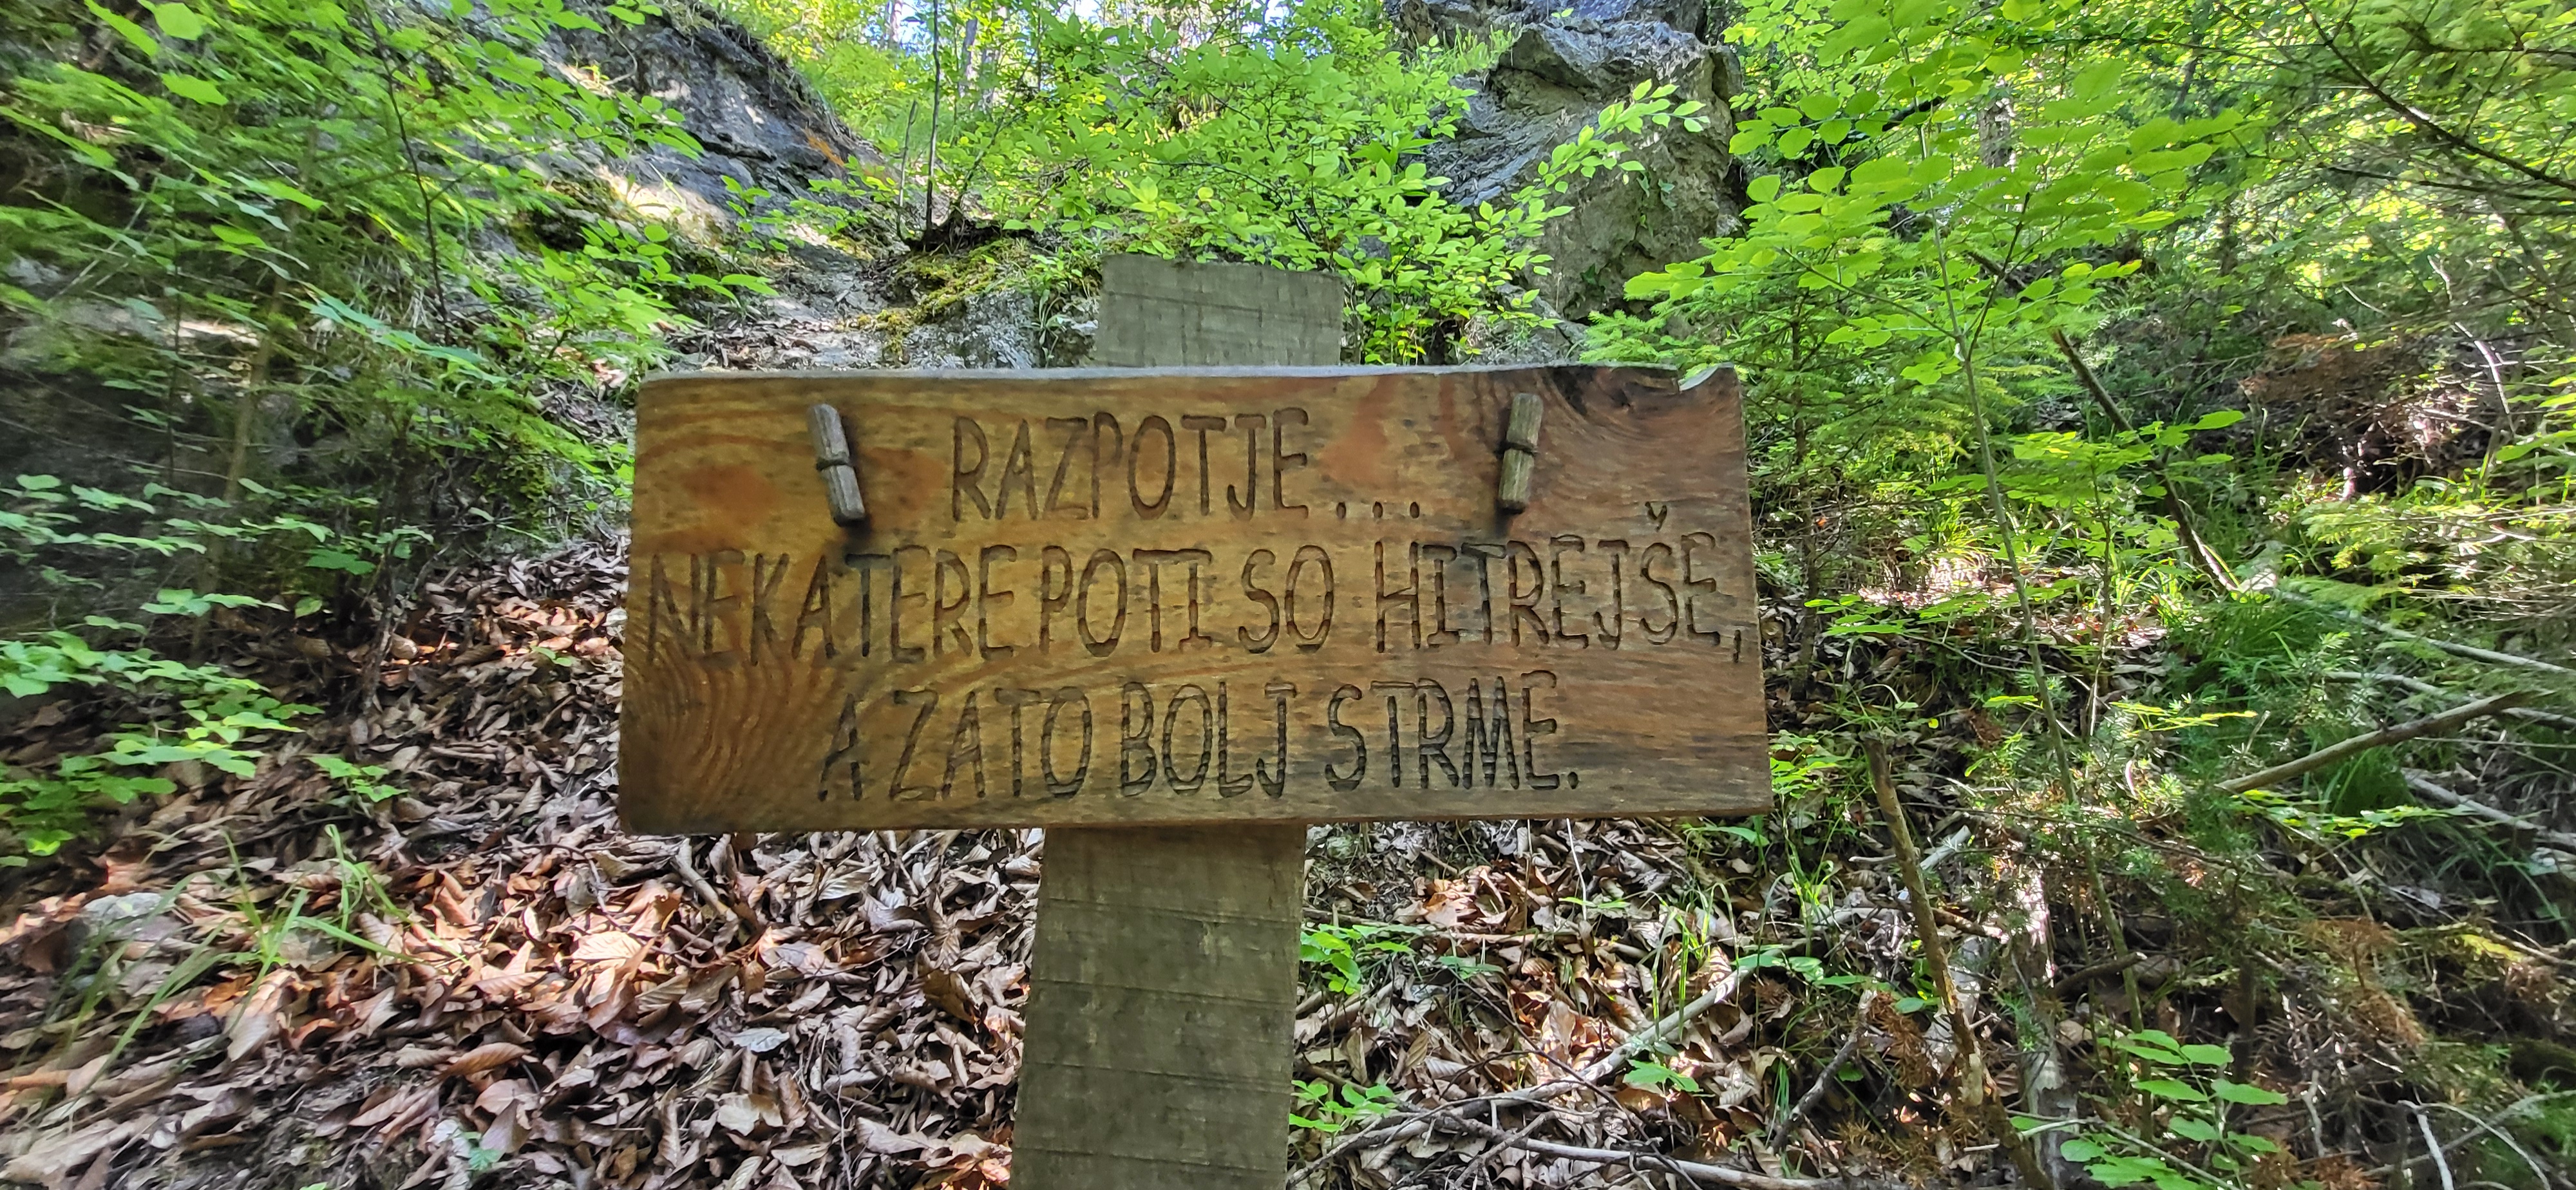 RAZPOTJE...
NEKATERE POTI SO HITREJŠE,
A ZATO BOLJ STRME.